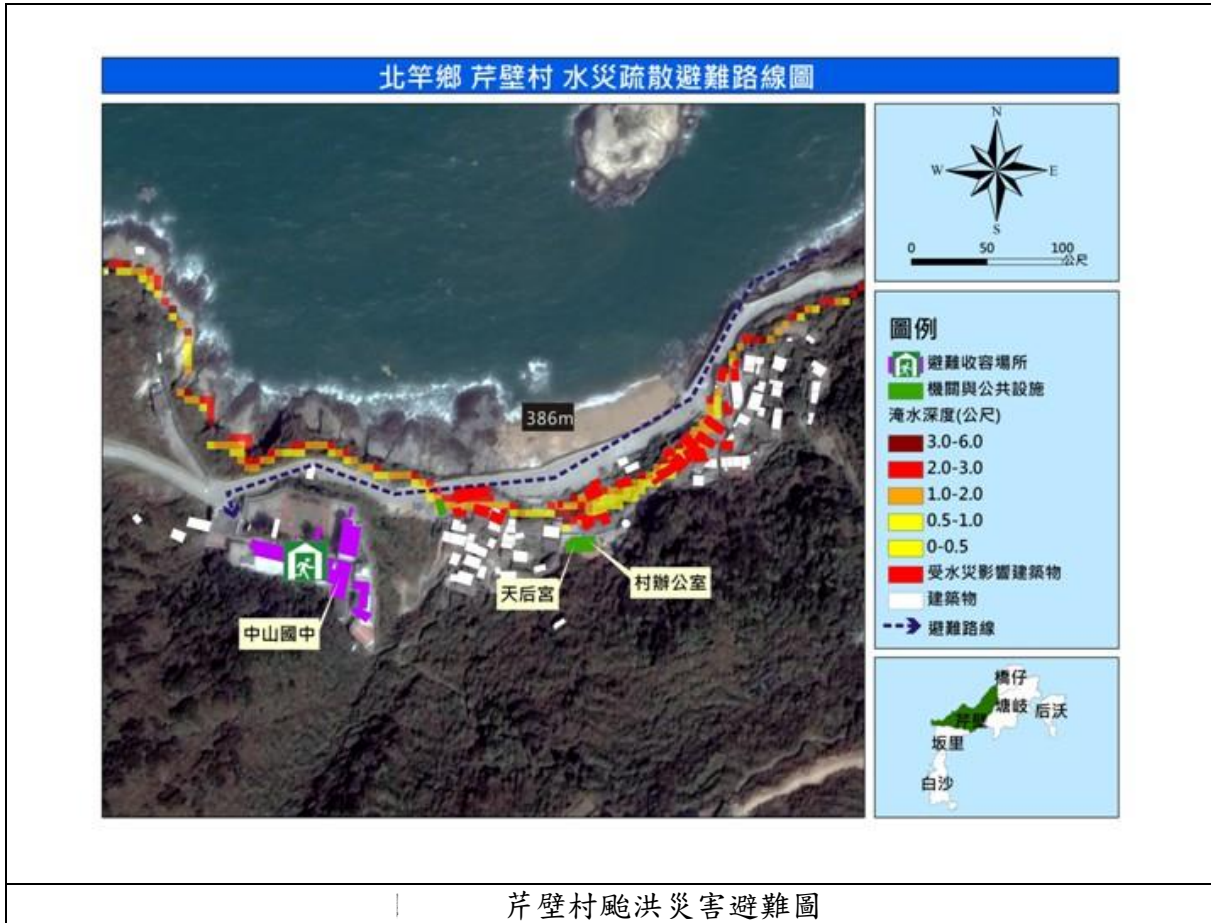 北竿鄉 芹壁村 水災疏散避難路線圖
N
W
E
S
0 50 100
公尺
386m
天后宮
村辦公室
中山國中
圖例
避難收容場所
機關與公共設施
淹水深度(公尺)
3.0-6.0
2.0-3.0
1.0-2.0
0.5-1.0
0-0.5
受水災影響建築物
建築物
避難路線
橋仔
塘岐
后沃
芹壁
坂里
白沙
芹壁村颱洪災害避難圖